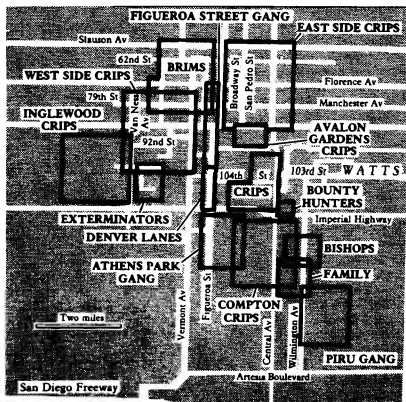 FIGUEROA STREET GANG
EAST SIDE CRIPS
Slauson Av
62nd St
BRIMS
WEST SIDE CRIPS
Broadway St
San Pedro St
Florence Av
79th St
Manchester Av
INGLEWOOD
CRIPS
Van Ness
Av
AVALON
GARDENS
CRIPS
92nd St
104th
St
103rd St
WATTS
CRIPS
BOUNTY
HUNTERS
EXTERMINATORS
Imperial Highway
DENVER LANES
BISHOPS
ATHENS PARK
GANG
FAMILY
Figueroa St
Vermont Av
COMPTON
CRIPS
Two miles
Central Av
Wilmington Av
PIRU GANG
San Diego Freeway
Artesia Boulevard